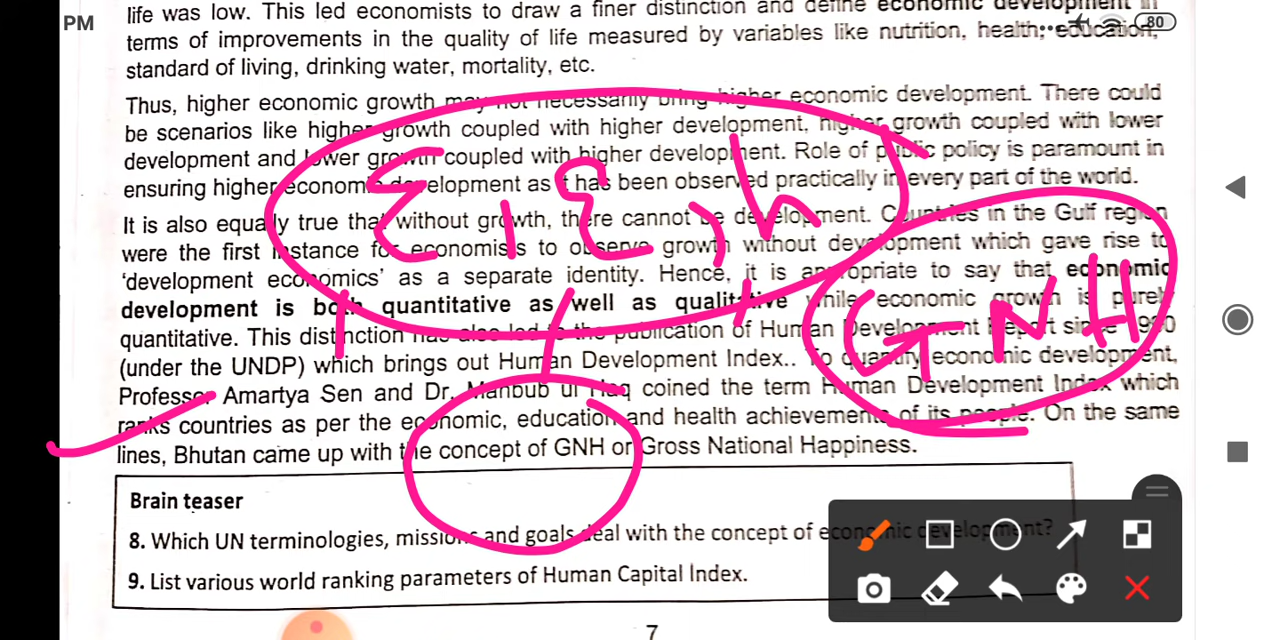 life was low. This led economists to draw a finer distinction and define economic development in
PM
80
terms of improvements in the quality of life measured by variables like nutrition, health, education,
standard of living, drinking water, mortality, etc.
Thus, higher economic growth may not necessarily bring higher economic development. There could
be scenarios like higher growth coupled with higher development, higher growth coupled with lower
development and lower growth coupled with higher development. Role of public policy is paramount in
ensuring higher economic development as it has been observed practically in every part of the world.
It is also equally true that without growth, there cannot be development. Countries in the Gulf region
were the first instance for economists to observe growth without development which gave rise to
‘development economics’ as a separate identity. Hence, it is appropriate to say that economic
development is both quantitative as well as qualitative while economic growth is purely
quantitative. This distinction has also led to the publication of Human Development Report since 1990
(under the UNDP) which brings out Human Development Index.. To quantify economic development,
Professor Amartya Sen and Dr. Mahbub ul Haq coined the term Human Development Index which
ranks countries as per the economic, education and health achievements of its people. On the same
lines, Bhutan came up with the concept of GNH or Gross National Happiness.
E, E, h
GNH
Brain teaser
8. Which UN terminologies, missions and goals deal with the concept of economic development?
9. List various world ranking parameters of Human Capital Index.
7